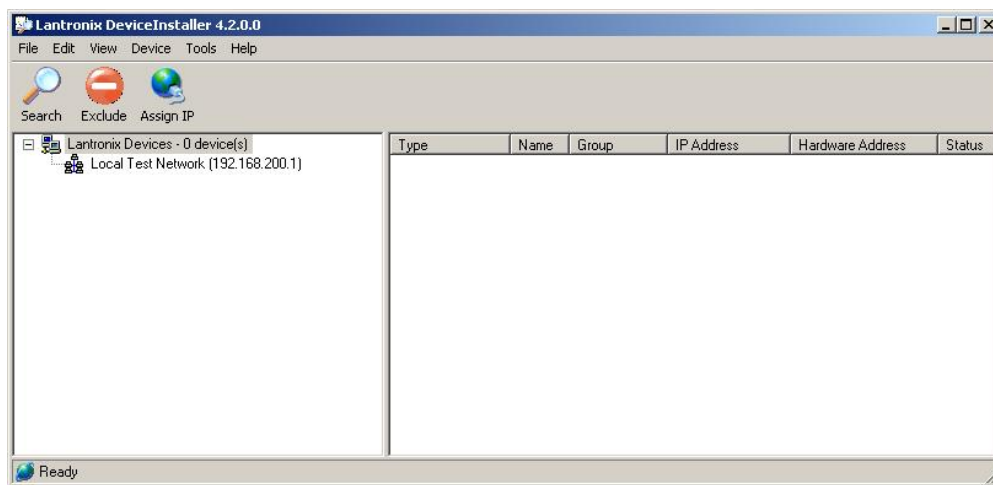 Lantronix DeviceInstaller 4.2.0.0
File Edit View Device Tools Help
Search Exclude Assign IP
Lantronix Devices - 0 device(s)
Local Test Network (192.168.200.1)
Type Name Group IP Address Hardware Address Status
Ready